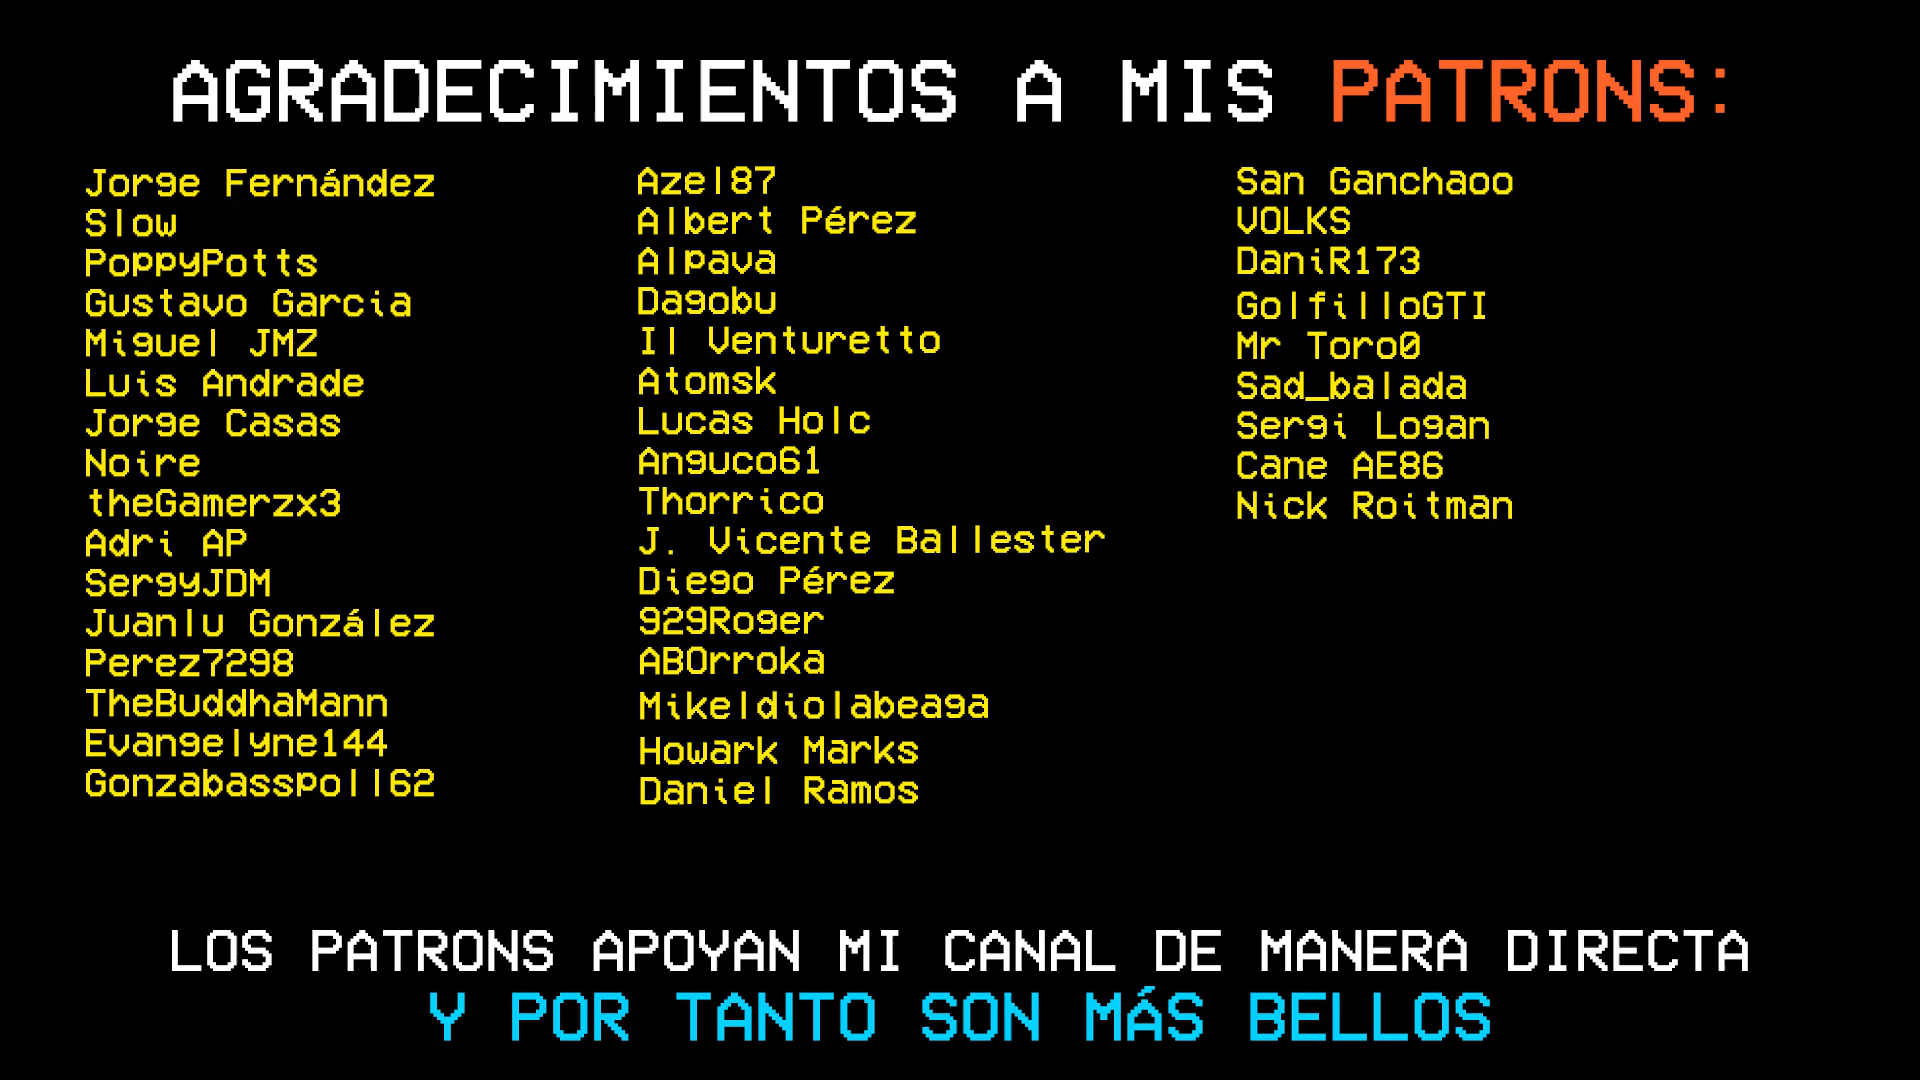 AGRADECIMIENTOS A MIS PATRONS:
Jorge Fernández
Slow
PoppyPotts
Gustavo Garcia
Miguel JMZ
Luis Andrade
Jorge Casas
Noire
theGamerzx3
Adri AP
SergyJDM
Juanlu González
Perez7298
TheBuddhaMann
Evangelyne144
Gonzabasspoll62
Azel87
Albert Pérez
Alpava
Dagobu
Il Venturetto
Atomsk
Lucas Holc
Anguco61
Thorrico
J. Vicente Ballester
Diego Pérez
929Roger
ABOrroka
Mikeldiolabeaga
Howark Marks
Daniel Ramos
San Ganchaoo
VOLKS
DaniR173
GolfilloGTI
Mr Toro0
Sad_balada
Sergi Logan
Cane AE86
Nick Roitman
LOS PATRONS APOYAN MI CANAL DE MANERA DIRECTA
Y POR TANTO SON MÁS BELLOS